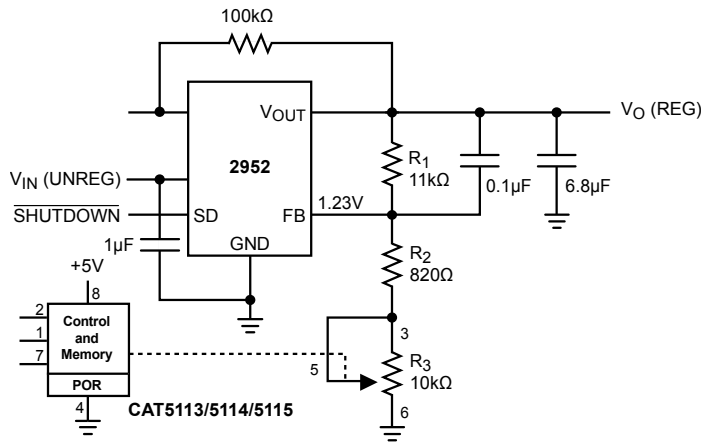 100kΩ
VOUT
VO (REG)
2952
R1
11kΩ
0.1µF
6.8µF
VIN (UNREG)
1.23V
SHUTDOWN
SD
FB
GND
1µF
R2
820Ω
+5V
8
2
Control
and
Memory
1
7
3
5
R3
10kΩ
POR
4
6
CAT5113/5114/5115